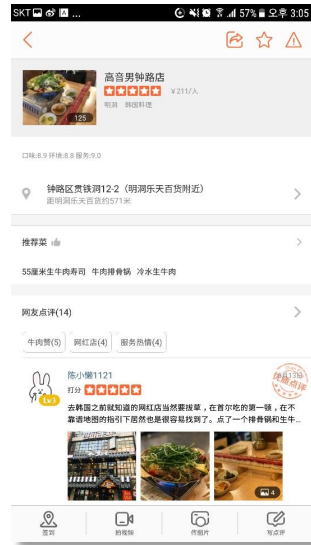 SKT ... 57% 오후 3:05
高音男钟路店
¥211/人
明洞 韩国料理
125
口味:8.9 环境:8.8 服务:9.0
钟路区贯铁洞12-2（明洞乐天百货附近）
距明洞乐天百货约571米
推荐菜
55厘米生牛肉寿司 牛肉排骨锅 冷水生牛肉
网友点评(14)
牛肉赞(5) 网红店(4) 服务热情(4)
陈小懒1121
Lv3
打分
优质点评
去韩国之前就知道的网红店当然要拔草，在首尔吃的第一顿，在不
靠谱地图的指引下居然也是很容易找到了。点了一个排骨锅和生牛...
4
签到 拍视频 传图片 写点评